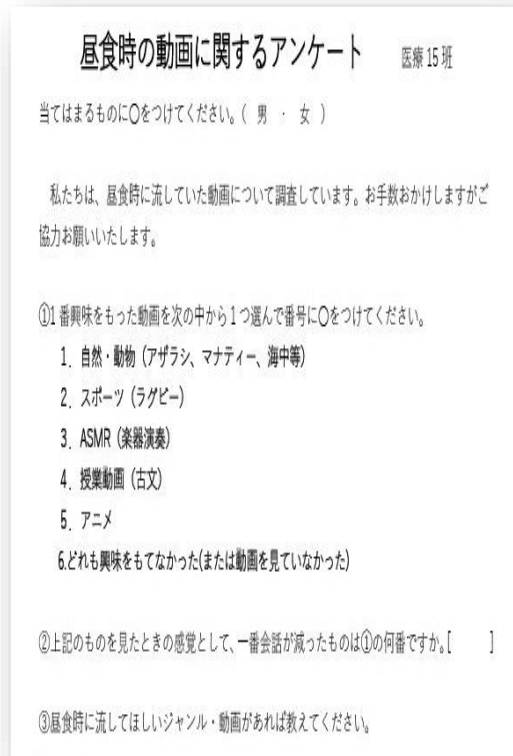 昼食時の動画に関するアンケート 医療15班
当てはまるものに〇をつけてください。( 男 ・ 女 )
私たちは、昼食時に流していた動画について調査しています。お手数おかけしますがご
協力お願いいたします。
①1番興味をもった動画を次の中から1つ選んで番号に〇をつけてください。
1. 自然・動物（アザラシ、マナティー、海中等）
2. スポーツ（ラグビー）
3. ASMR（楽器演奏）
4. 授業動画（古文）
5. アニメ
6.どれも興味をもてなかった(または動画を見ていなかった)
②上記のものを見たときの感覚として、一番会話が減ったものは①の何番ですか。[ ]
③昼食時に流してほしいジャンル・動画があれば教えてください。